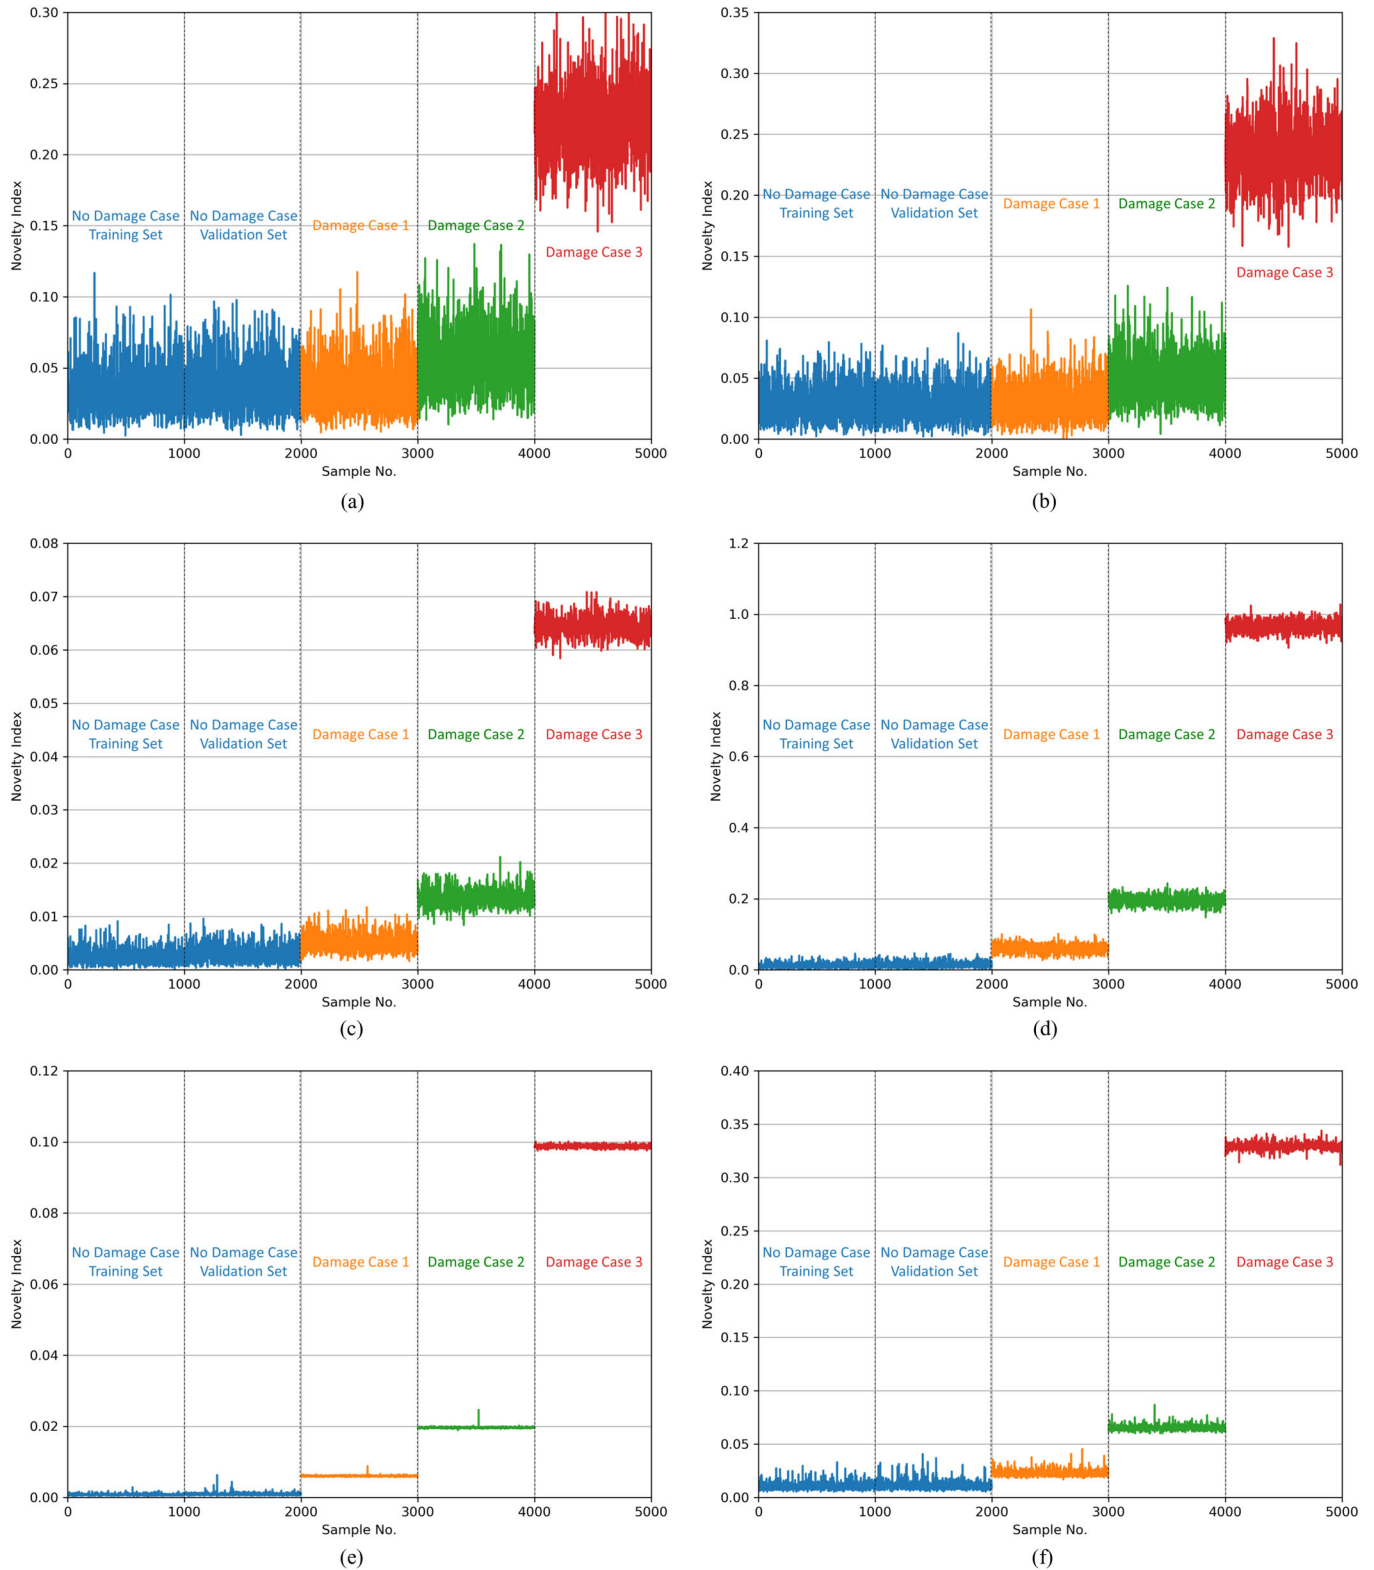 0.30
0.25
0.20
0.15
0.10
0.05
0.00
Novelty Index
No Damage Case
Training Set
No Damage Case
Validation Set
Damage Case 1
Damage Case 2
Damage Case 3
0 1000 2000 3000 4000 5000
Sample No.
(a)
0.35
0.30
0.25
0.20
0.15
0.10
0.05
0.00
Novelty Index
No Damage Case
Training Set
No Damage Case
Validation Set
Damage Case 1
Damage Case 2
Damage Case 3
0 1000 2000 3000 4000 5000
Sample No.
(b)
0.08
0.07
0.06
0.05
0.04
0.03
0.02
0.01
0.00
Novelty Index
No Damage Case
Training Set
No Damage Case
Validation Set
Damage Case 1
Damage Case 2
Damage Case 3
0 1000 2000 3000 4000 5000
Sample No.
(c)
1.2
1.0
0.8
0.6
0.4
0.2
0.0
Novelty Index
No Damage Case
Training Set
No Damage Case
Validation Set
Damage Case 1
Damage Case 2
Damage Case 3
0 1000 2000 3000 4000 5000
Sample No.
(d)
0.12
0.10
0.08
0.06
0.04
0.02
0.00
Novelty Index
No Damage Case
Training Set
No Damage Case
Validation Set
Damage Case 1
Damage Case 2
Damage Case 3
0 1000 2000 3000 4000 5000
Sample No.
(e)
0.40
0.35
0.30
0.25
0.20
0.15
0.10
0.05
0.00
Novelty Index
No Damage Case
Training Set
No Damage Case
Validation Set
Damage Case 1
Damage Case 2
Damage Case 3
0 1000 2000 3000 4000 5000
Sample No.
(f)